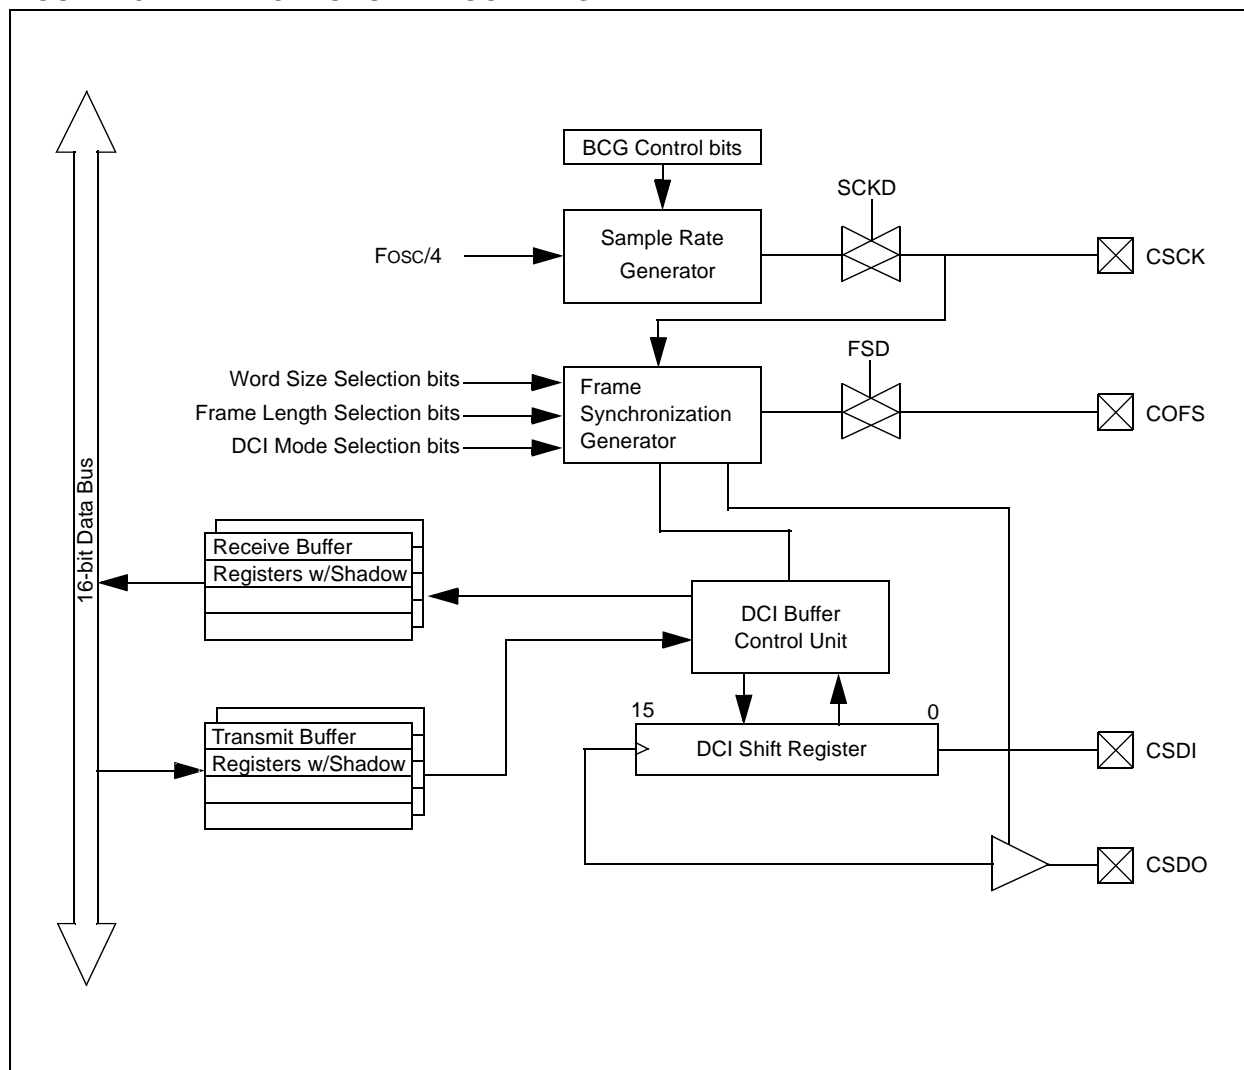 BCG Control bits
SCKD
Sample Rate
Generator
FOSC/4
CSCK
FSD
Word Size Selection bits
Frame Length Selection bits
DCI Mode Selection bits
Frame
Synchronization
Generator
COFS
16-bit Data Bus
Receive Buffer
Registers w/Shadow
DCI Buffer
Control Unit
15
0
Transmit Buffer
Registers w/Shadow
DCI Shift Register
CSDI
CSDO